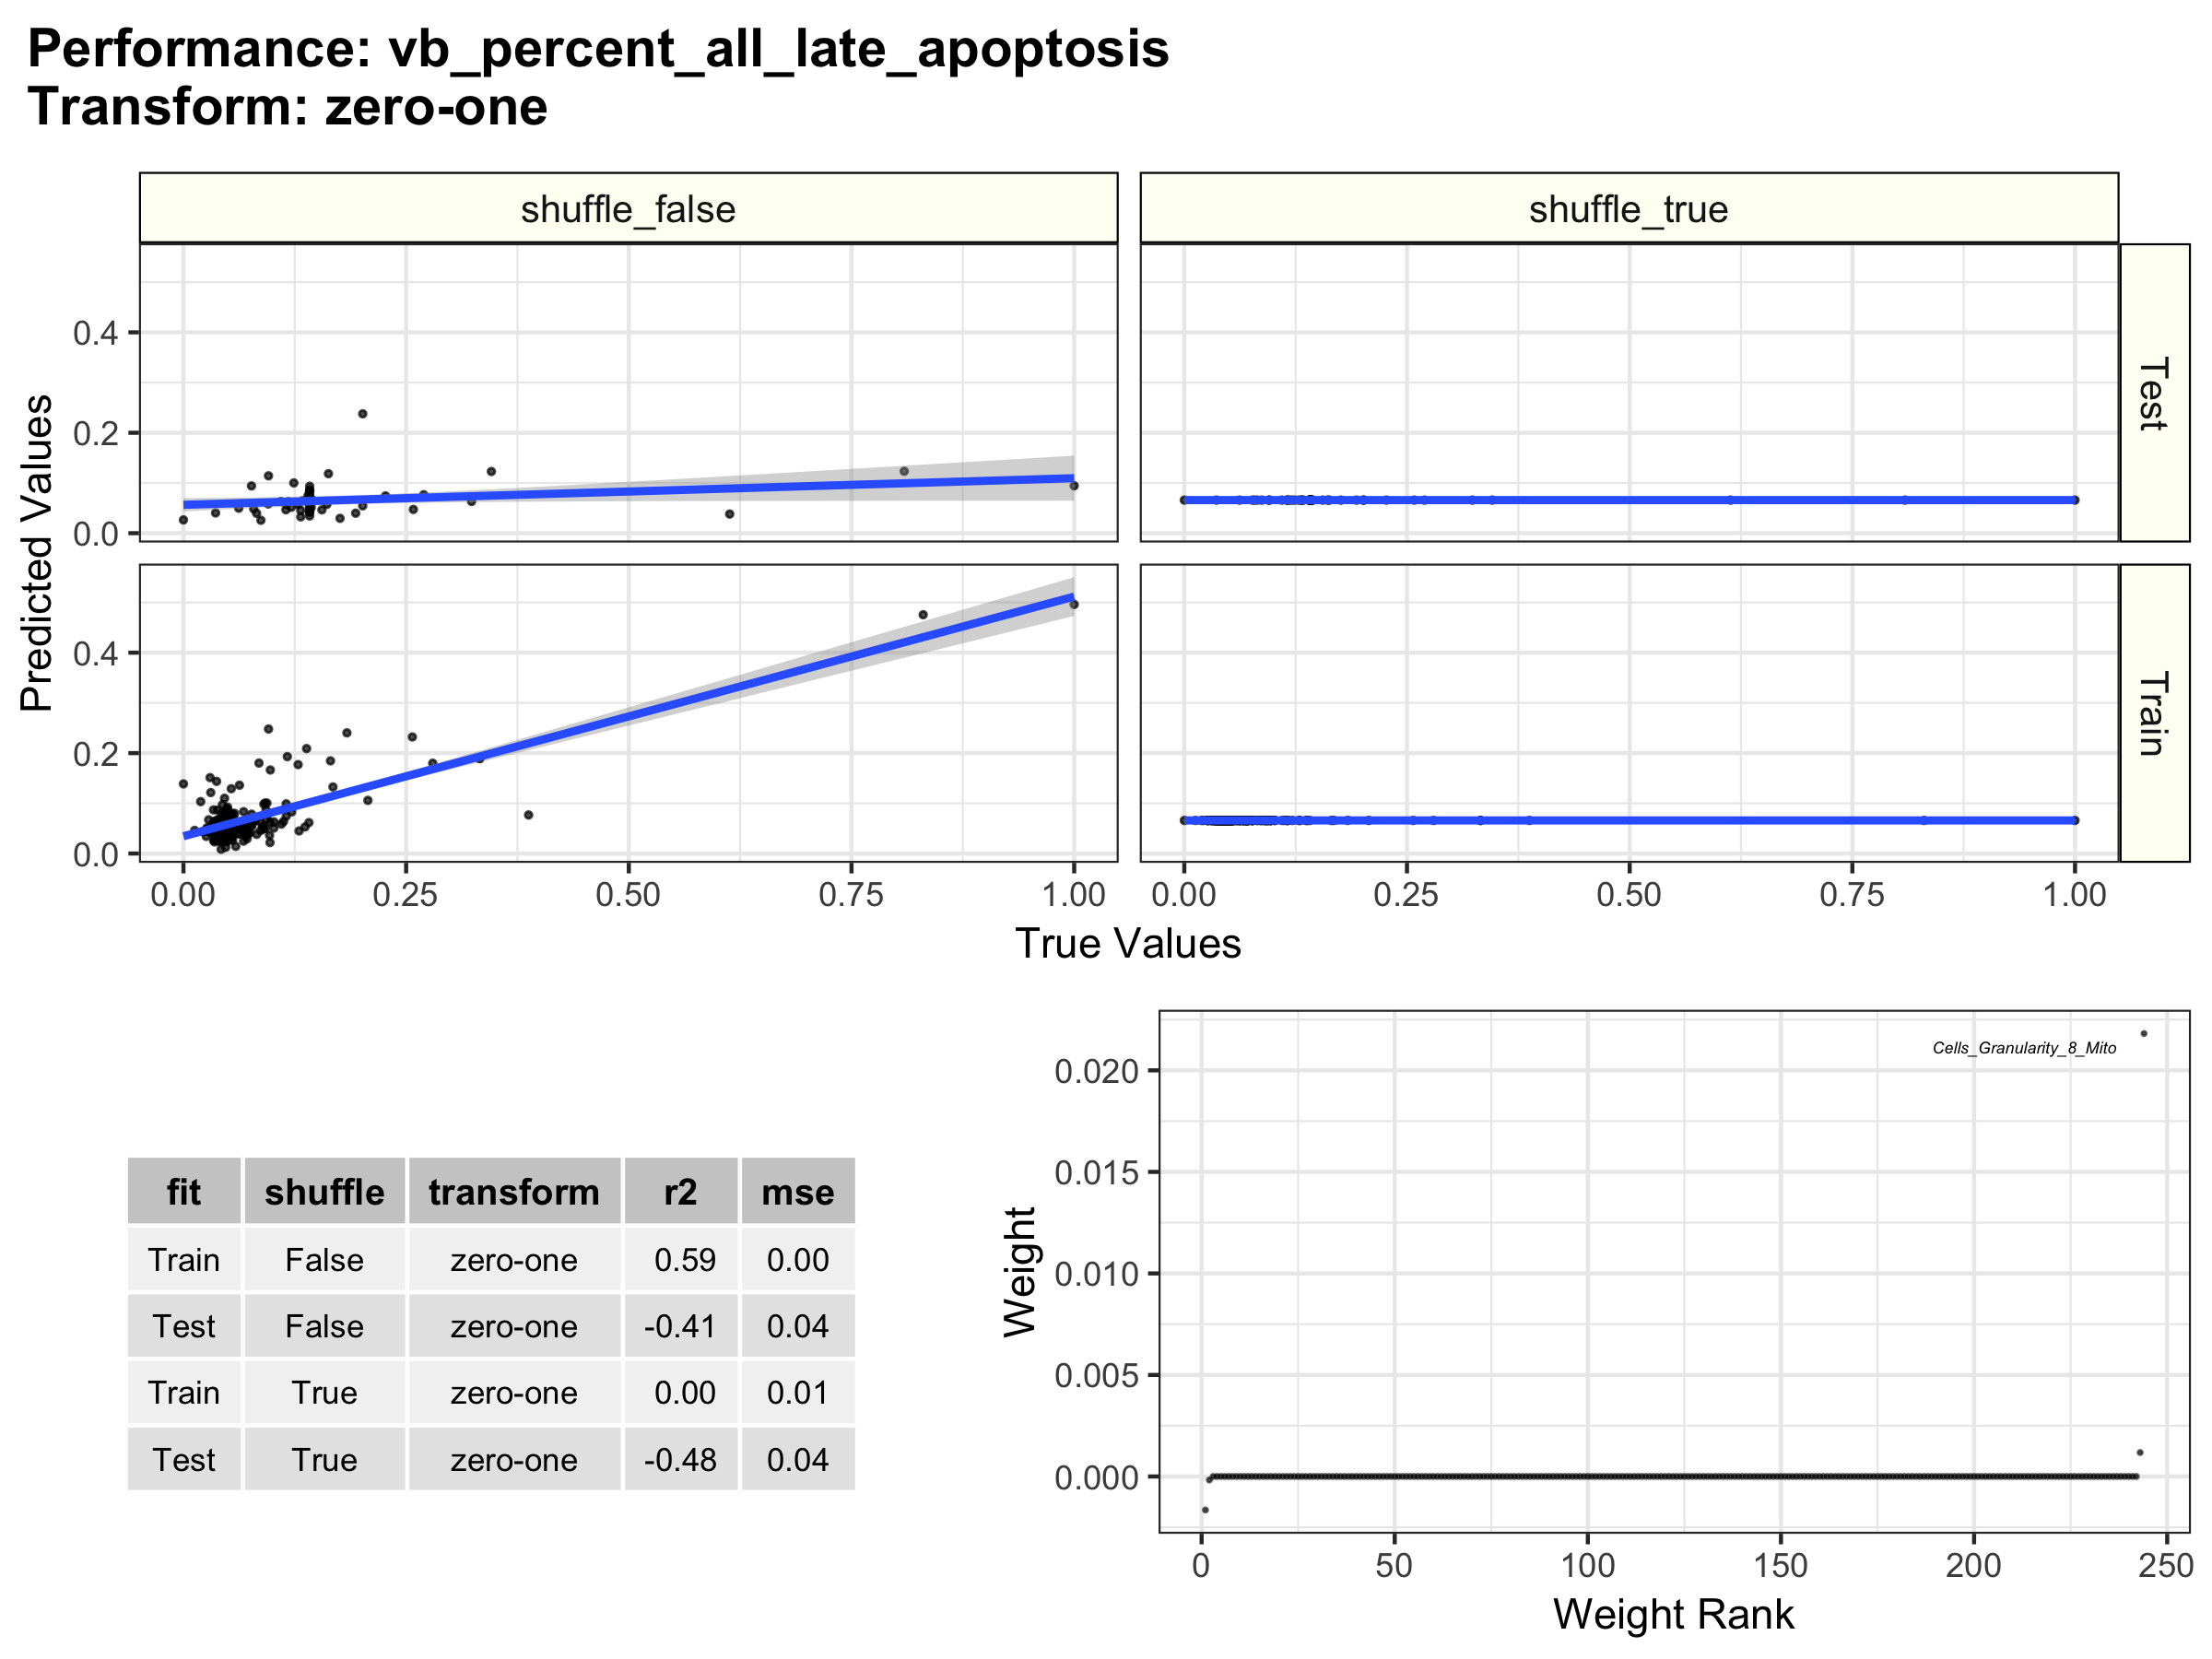 Performance: vb_percent_all_late_apoptosis
Transform: zero-one
shuffle_false shuffle_true
Test
0.4
0.2
0.0
Predicted Values
Train
0.4
0.2
0.0
0.00 0.25 0.50 0.75 1.00 0.00 0.25 0.50 0.75 1.00
True Values
fit shuffle transform r2 mse
Train False zero-one 0.59 0.00
Test False zero-one -0.41 0.04
Train True zero-one 0.00 0.01
Test True zero-one -0.48 0.04
Cells_Granularity_8_Mito
0.020
0.015
0.010
0.005
0.000
Weight
0 50 100 150 200 250
Weight Rank